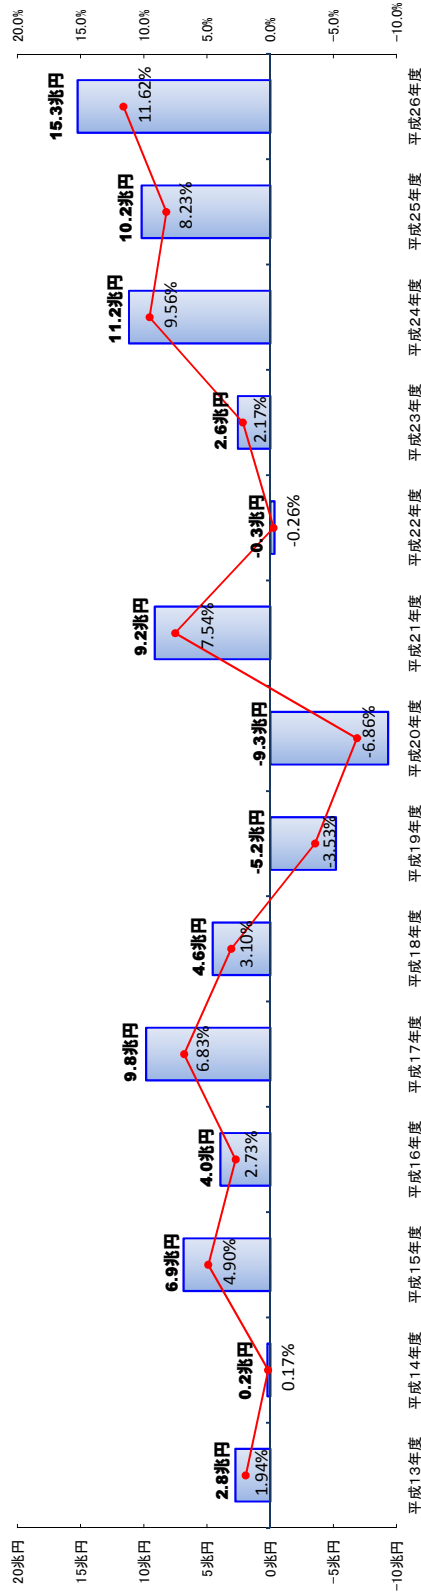 20兆円
15兆円
10兆円
5兆円
0兆円
-5兆円
-10兆円
2.8兆円
0.2兆円
6.9兆円
4.0兆円
9.8兆円
4.6兆円
-5.2兆円
-9.3兆円
9.2兆円
-0.3兆円
2.6兆円
11.2兆円
10.2兆円
15.3兆円
1.94%
0.17%
4.90%
2.73%
6.83%
3.10%
-3.53%
-6.86%
7.54%
-0.26%
2.17%
9.56%
8.23%
11.62%
20.0%
15.0%
10.0%
5.0%
0.0%
-5.0%
-10.0%
平成13年度
平成14年度
平成15年度
平成16年度
平成17年度
平成18年度
平成19年度
平成20年度
平成21年度
平成22年度
平成23年度
平成24年度
平成25年度
平成26年度